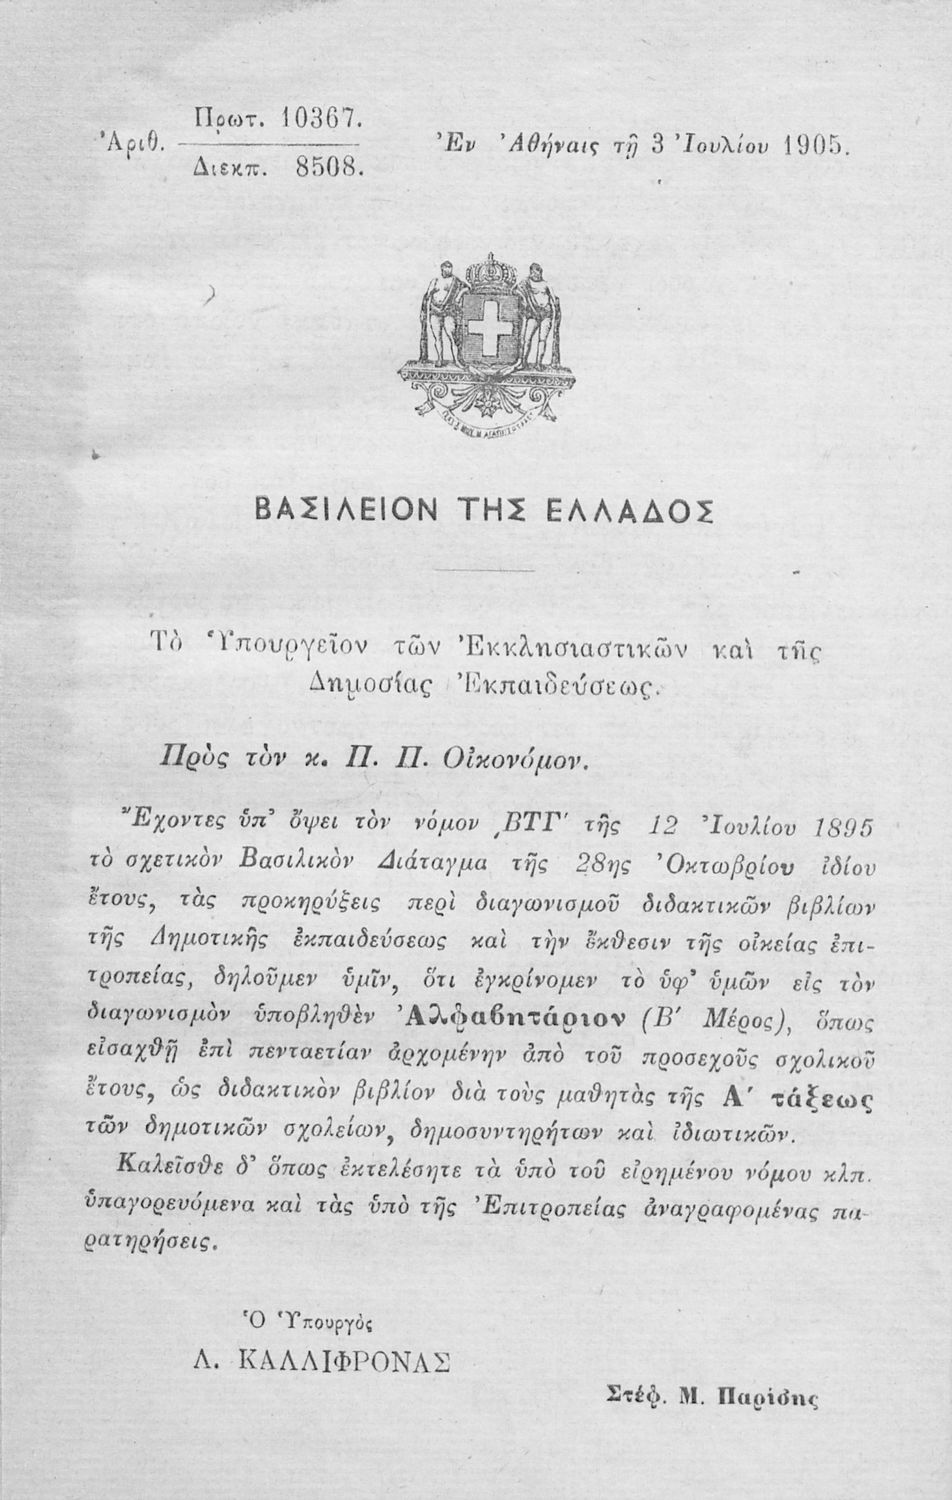 Ἀριθ. Πρωτ. 10367.
Διεκπ. 8508.
Ἐν Ἀθήναις τῇ 3 Ἰουλίου 1905.
ΒΑΣΙΛΕΙΟΝ ΤΗΣ ΕΛΛΑΔΟΣ
Τὸ Ὑπουργεῖον τῶν Ἐκκλησιαστικῶν καὶ τῆς
Δημοσίας Ἐκπαιδεύσεως.
Πρὸς τὸν κ. Π. Π. Οἰκονόμον.
Ἔχοντες ὑπ' ὄψει τὸν νόμον ͵ΒΤΓ′ τῆς 12 Ἰουλίου 1895
τὸ σχετικὸν Βασιλικὸν Διάταγμα τῆς 28ης Ὀκτωβρίου ἰδίου
ἔτους, τὰς προκηρύξεις περὶ διαγωνισμοῦ διδακτικῶν βιβλίων
τῆς Δημοτικῆς ἐκπαιδεύσεως καὶ τὴν ἔκθεσιν τῆς οἰκείας ἐπι-
τροπείας, δηλοῦμεν ὑμῖν, ὅτι ἐγκρίνομεν τὸ ὑφ' ὑμῶν εἰς τὸν
διαγωνισμὸν ὑποβληθὲν Ἀλφαβητάριον (Β′ Μέρος), ὅπως
εἰσαχθῇ ἐπὶ πενταετίαν ἀρχομένην ἀπὸ τοῦ προσεχοῦς σχολικοῦ
ἔτους, ὡς διδακτικὸν βιβλίον διὰ τοὺς μαθητὰς τῆς Α′ τάξεως
τῶν δημοτικῶν σχολείων, δημοσυντηρήτων καὶ ἰδιωτικῶν.
Καλεῖσθε δ' ὅπως ἐκτελέσητε τὰ ὑπὸ τοῦ εἰρημένου νόμου κλπ.
ὑπαγορευόμενα καὶ τὰς ὑπὸ τῆς Ἐπιτροπείας ἀναγραφομένας πα-
ρατηρήσεις.
Ὁ Ὑπουργὸς
Λ. ΚΑΛΛΙΦΡΟΝΑΣ
Στέφ. Μ. Παρίσης